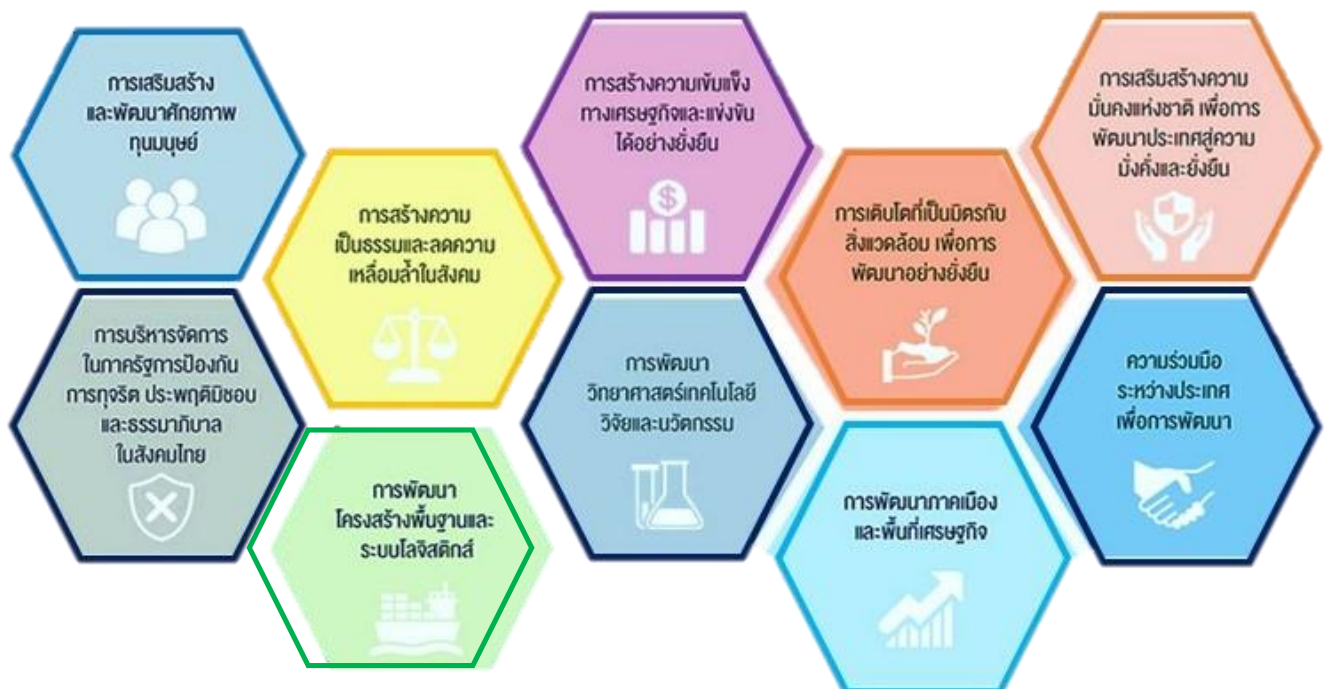 การเสริมสร้าง
และพัฒนาศักยภาพ
ทุนมนุษย์
การสร้างความ
เป็นธรรมและลดความ
เหลื่อมล้ำในสังคม
การสร้างความเข้มแข็ง
ทางเศรษฐกิจและแข่งขัน
ได้อย่างยั่งยืน
การเติบโตที่เป็นมิตรกับ
สิ่งแวดล้อม เพื่อการ
พัฒนาอย่างยั่งยืน
การเสริมสร้างความ
มั่นคงแห่งชาติ เพื่อการ
พัฒนาประเทศสู่ความ
มั่งคั่งและยั่งยืน
การบริหารจัดการ
ในภาครัฐการป้องกัน
การทุจริต ประพฤติมิชอบ
และธรรมาภิบาล
ในสังคมไทย
การพัฒนา
โครงสร้างพื้นฐานและ
ระบบโลจิสติกส์
การพัฒนา
วิทยาศาสตร์เทคโนโลยี
วิจัยและนวัตกรรม
การพัฒนาภาคเมือง
และพื้นที่เศรษฐกิจ
ความร่วมมือ
ระหว่างประเทศ
เพื่อการพัฒนา
$